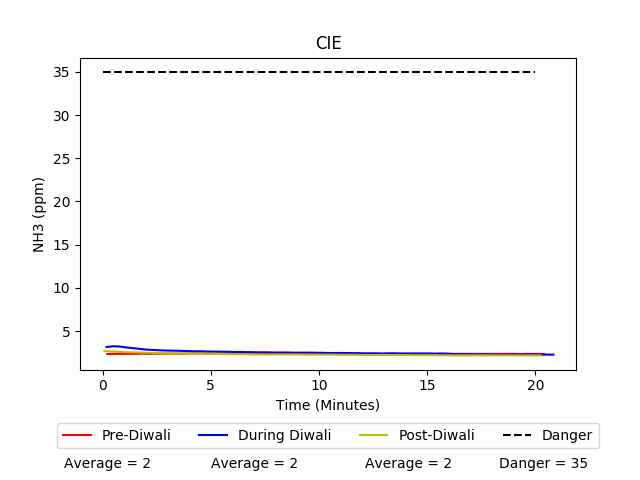 CIE
35
30
25
20
15
10
5
NH3 (ppm)
0 5 10 15 20
Time (Minutes)
Pre-Diwali During Diwali Post-Diwali Danger
Average = 2 Average = 2 Average = 2 Danger = 35